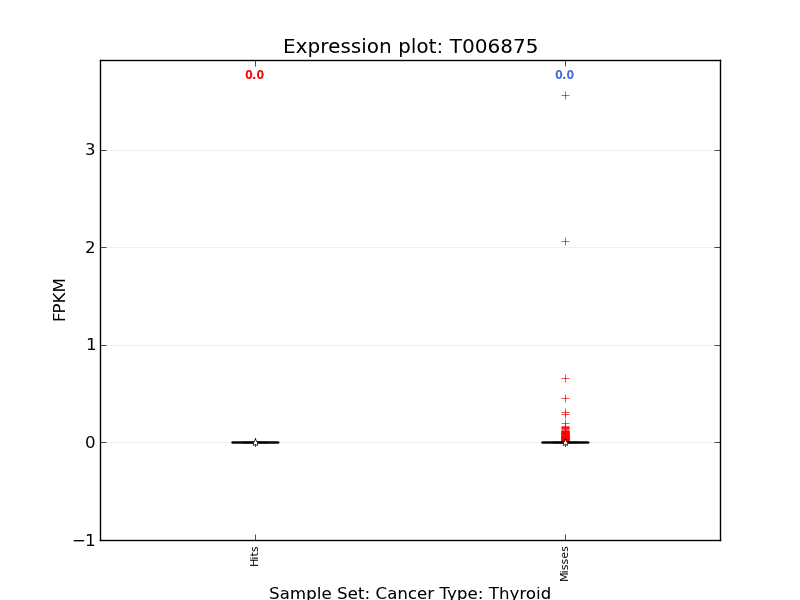 Expression plot: T006875
0.0 0.0
3
2
1
0
−1
FPKM
Hits Misses
Sample Set: Cancer Type: Thyroid